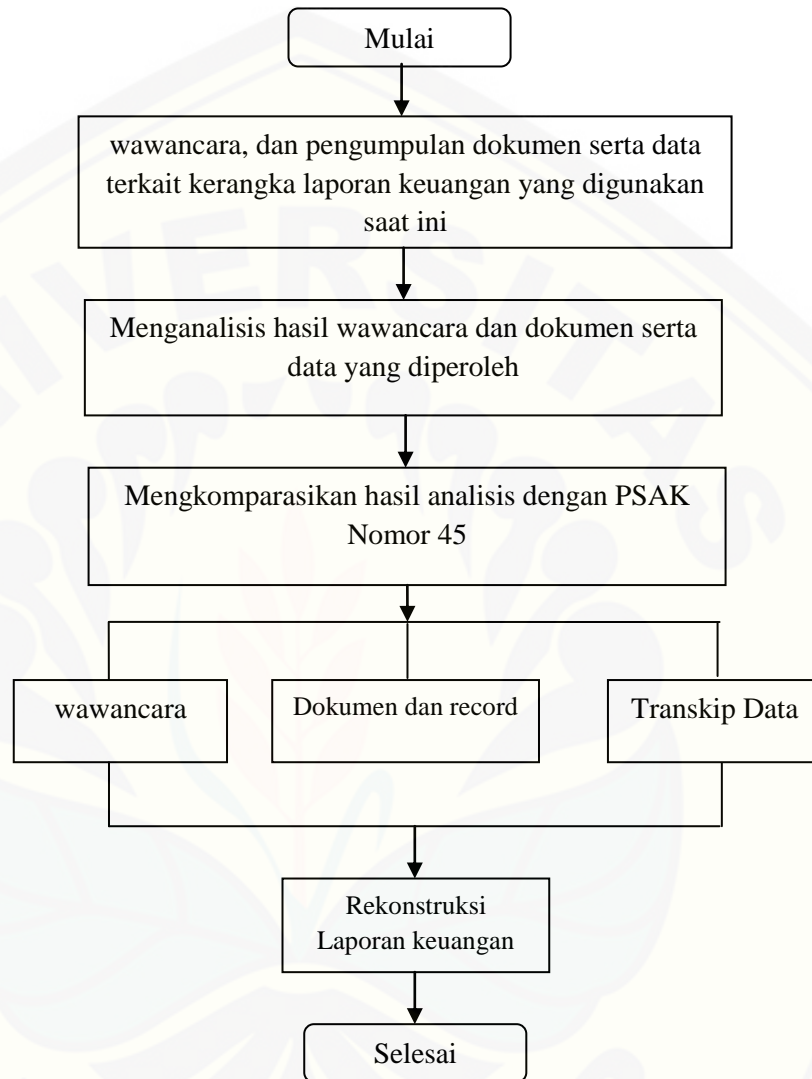 Mulai
wawancara, dan pengumpulan dokumen serta data
terkait kerangka laporan keuangan yang digunakan
saat ini
Menganalisis hasil wawancara dan dokumen serta
data yang diperoleh
Mengkomparasikan hasil analisis dengan PSAK
Nomor 45
wawancara
Dokumen dan record
Transkip Data
Rekonstruksi
Laporan keuangan
Selesai
UNIVERSITAS